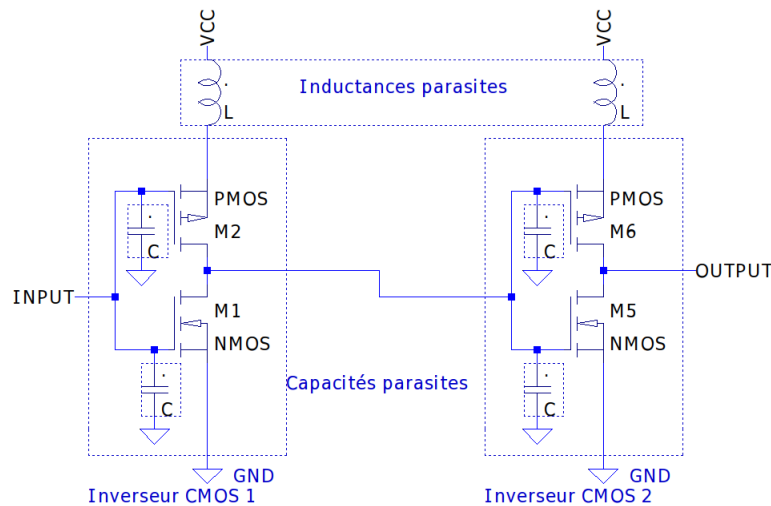 VCC
VCC
Inductances parasites
L
L
PMOS
M2
C
PMOS
M6
C
INPUT
OUTPUT
M1
NMOS
C
M5
NMOS
C
Capacités parasites
GND
GND
Inverseur CMOS 1
Inverseur CMOS 2